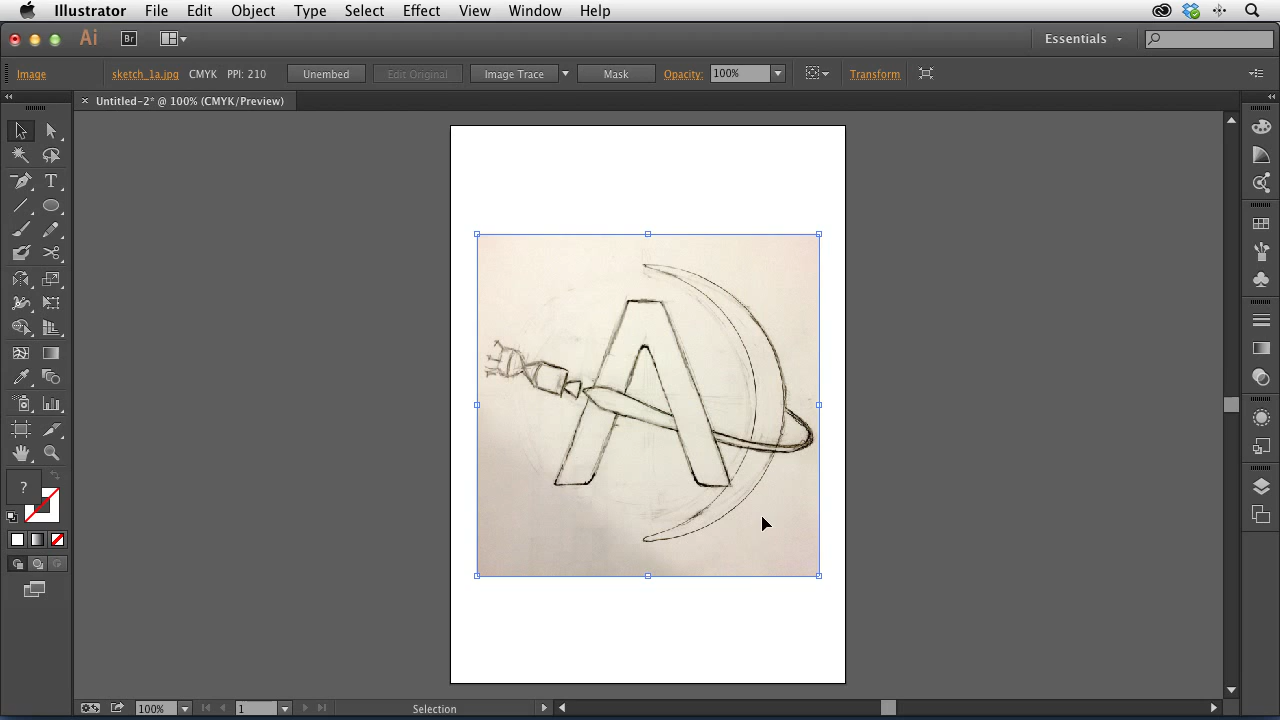 Illustrator File Edit Object Type Select Effect View Window Help
Ai Br Essentials
Image sketch_1a.jpg CMYK PPI: 210 Unembed Edit Original Image Trace Mask Opacity: 100% Transform
× Untitled-2* @ 100% (CMYK/Preview)
T
A
?
100% 1 Selection